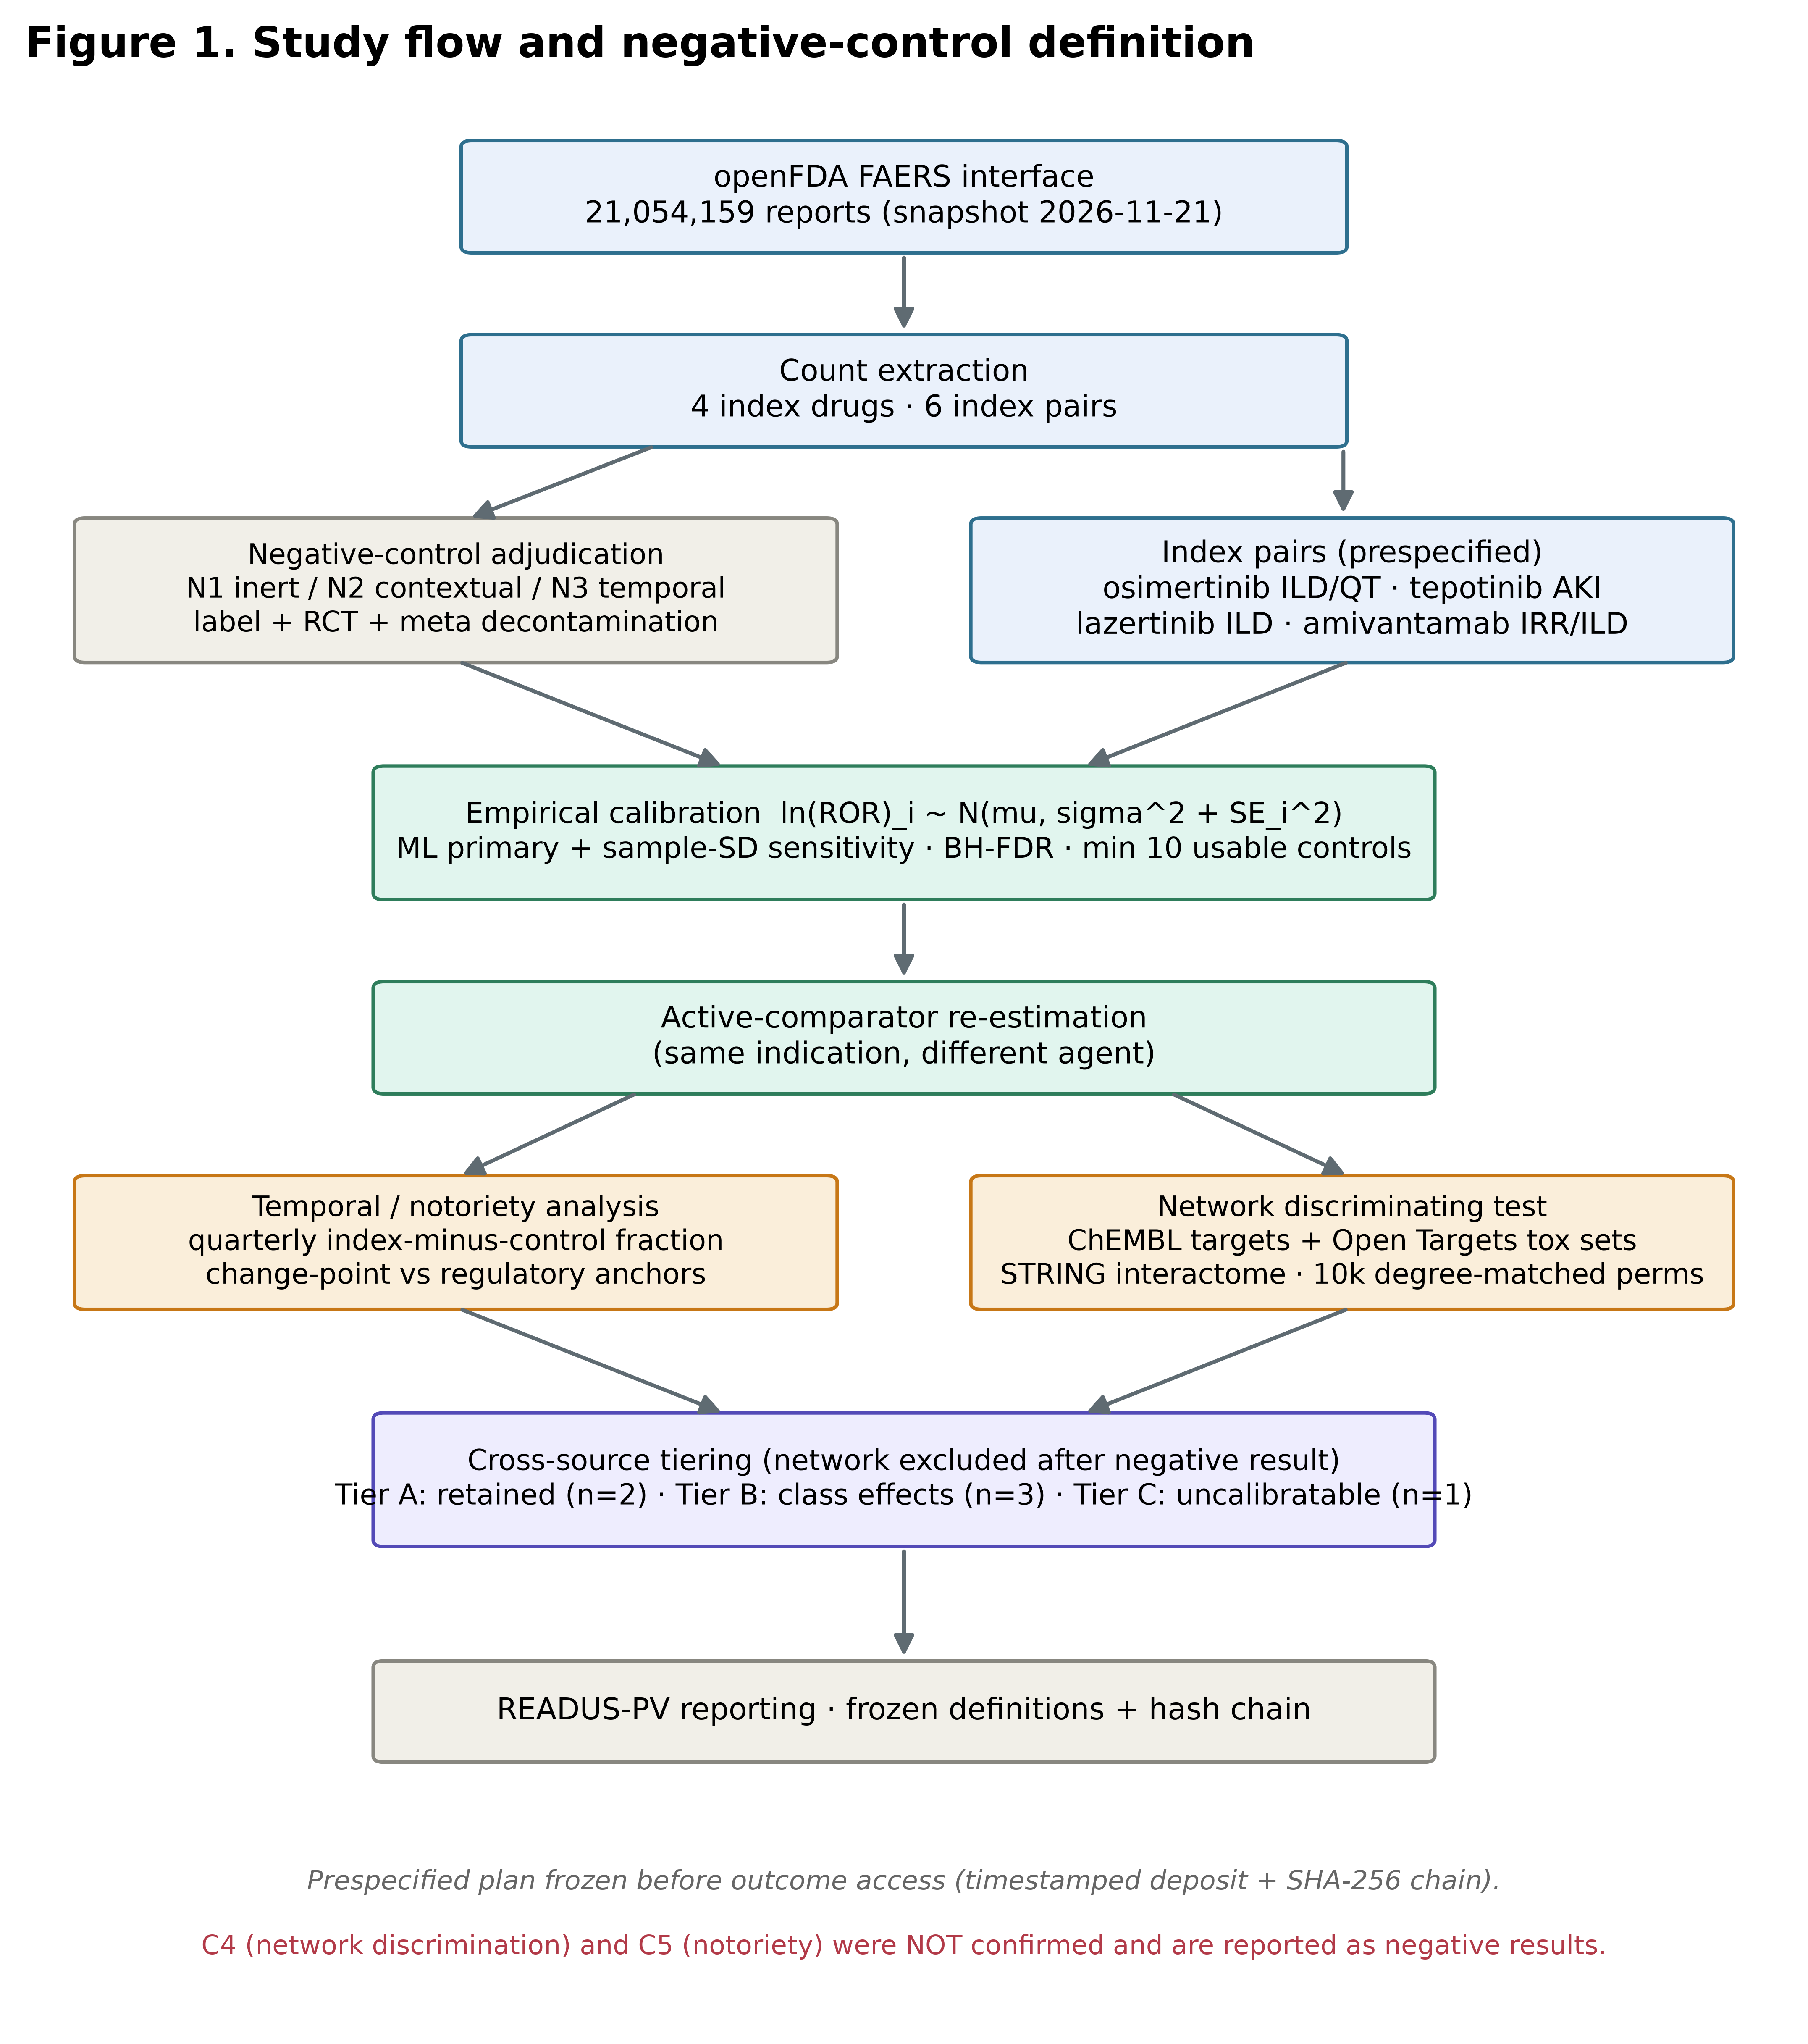 Figure 1. Study flow and negative-control definition
openFDA FAERS interface
21,054,159 reports (snapshot 2026-11-21)
Count extraction
4 index drugs · 6 index pairs
Negative-control adjudication
N1 inert / N2 contextual / N3 temporal
label + RCT + meta decontamination
Index pairs (prespecified)
osimertinib ILD/QT · tepotinib AKI
lazertinib ILD · amivantamab IRR/ILD
Empirical calibration  ln(ROR)_i ~ N(mu, sigma^2 + SE_i^2)
ML primary + sample-SD sensitivity · BH-FDR · min 10 usable controls
Active-comparator re-estimation
(same indication, different agent)
Temporal / notoriety analysis
quarterly index-minus-control fraction
change-point vs regulatory anchors
Network discriminating test
ChEMBL targets + Open Targets tox sets
STRING interactome · 10k degree-matched perms
Cross-source tiering (network excluded after negative result)
Tier A: retained (n=2) · Tier B: class effects (n=3) · Tier C: uncalibratable (n=1)
READUS-PV reporting · frozen definitions + hash chain
Prespecified plan frozen before outcome access (timestamped deposit + SHA-256 chain).
C4 (network discrimination) and C5 (notoriety) were NOT confirmed and are reported as negative results.